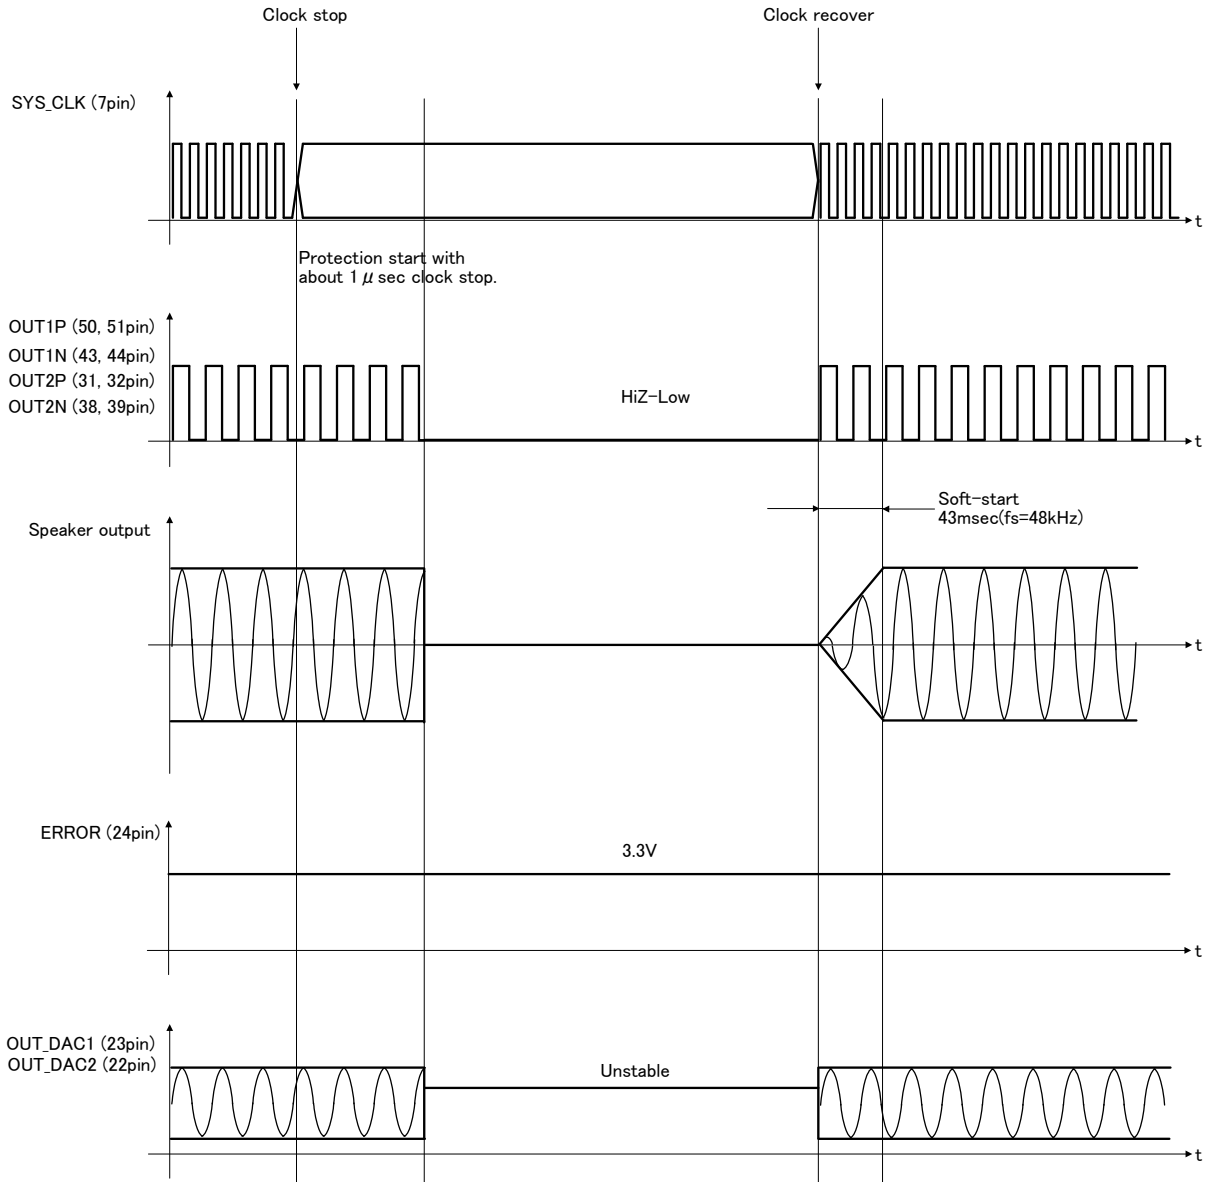 Clock stop
Clock recover
SYS_CLK (7pin)
t
Protection start with
about 1μsec clock stop.
OUT1P (50, 51pin)
OUT1N (43, 44pin)
OUT2P (31, 32pin)
OUT2N (38, 39pin)
HiZ-Low
t
Soft-start
43msec(fs=48kHz)
Speaker output
t
ERROR (24pin)
3.3V
t
OUT_DAC1 (23pin)
OUT_DAC2 (22pin)
Unstable
t